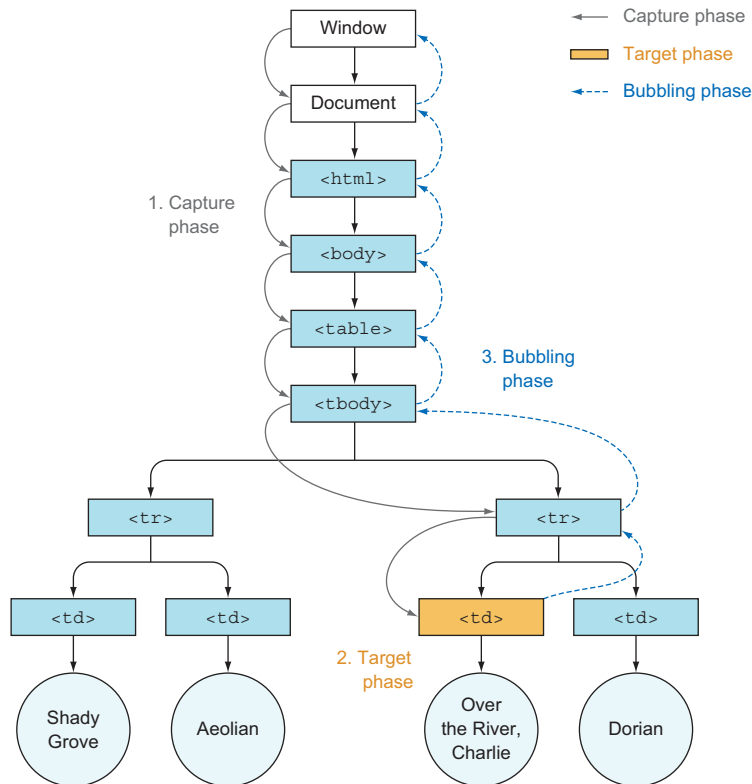 Window
Capture phase
Target phase
Bubbling phase
Document
<html>
1. Capture
phase
<body>
<table>
3. Bubbling
phase
<tbody>
<tr>
<tr>
<td>
<td>
<td>
<td>
2. Target
phase
Shady
Grove
Aeolian
Over
the River,
Charlie
Dorian